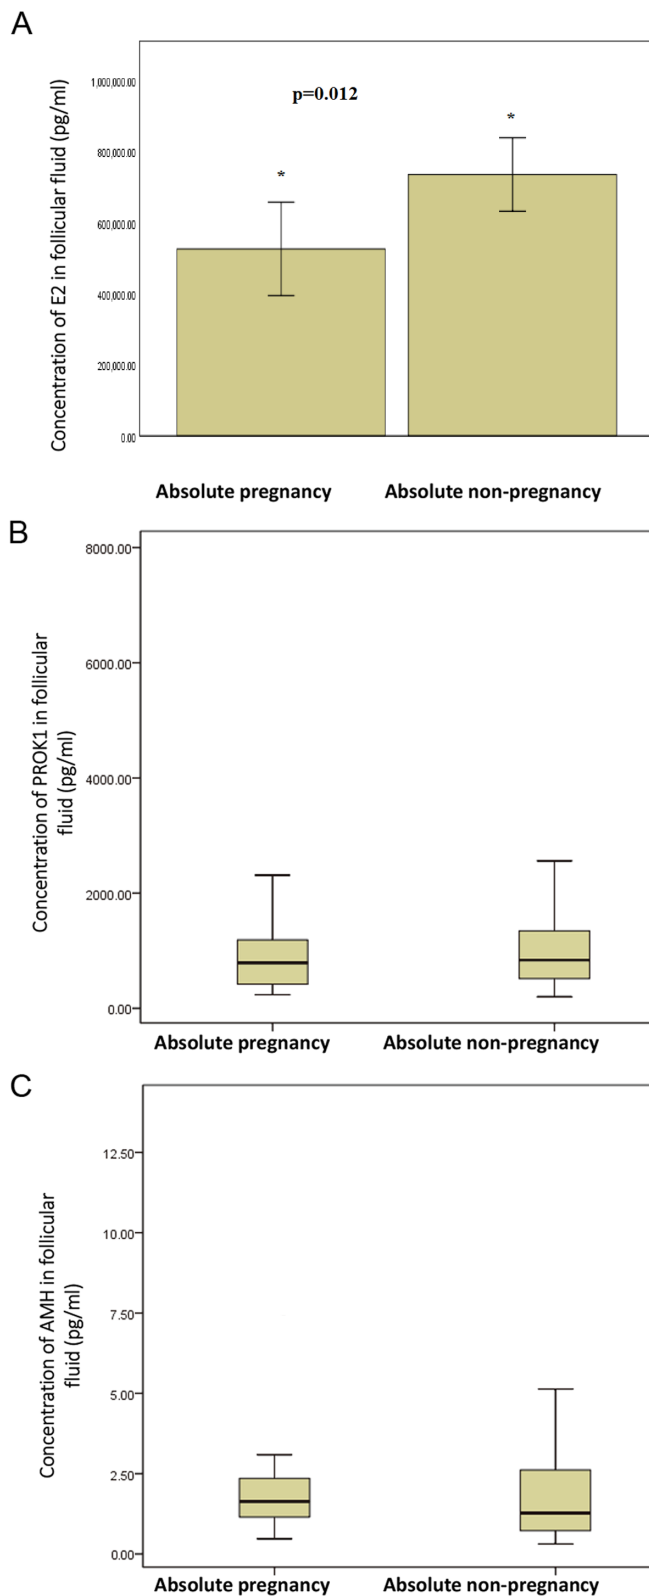 A
Concentration of E2 in follicular fluid (pg/ml)
1,000,000.00
800,000.00
600,000.00
400,000.00
200,000.00
0.00
p=0.012
*
*
Absolute pregnancy Absolute non-pregnancy
B
Concentration of PROK1 in follicular
fluid (pg/ml)
8000.00
6000.00
4000.00
2000.00
0.00
Absolute pregnancy Absolute non-pregnancy
C
Concentration of AMH in follicular
fluid (pg/ml)
12.50
10.00
7.50
5.00
2.50
0.00
Absolute pregnancy Absolute non-pregnancy